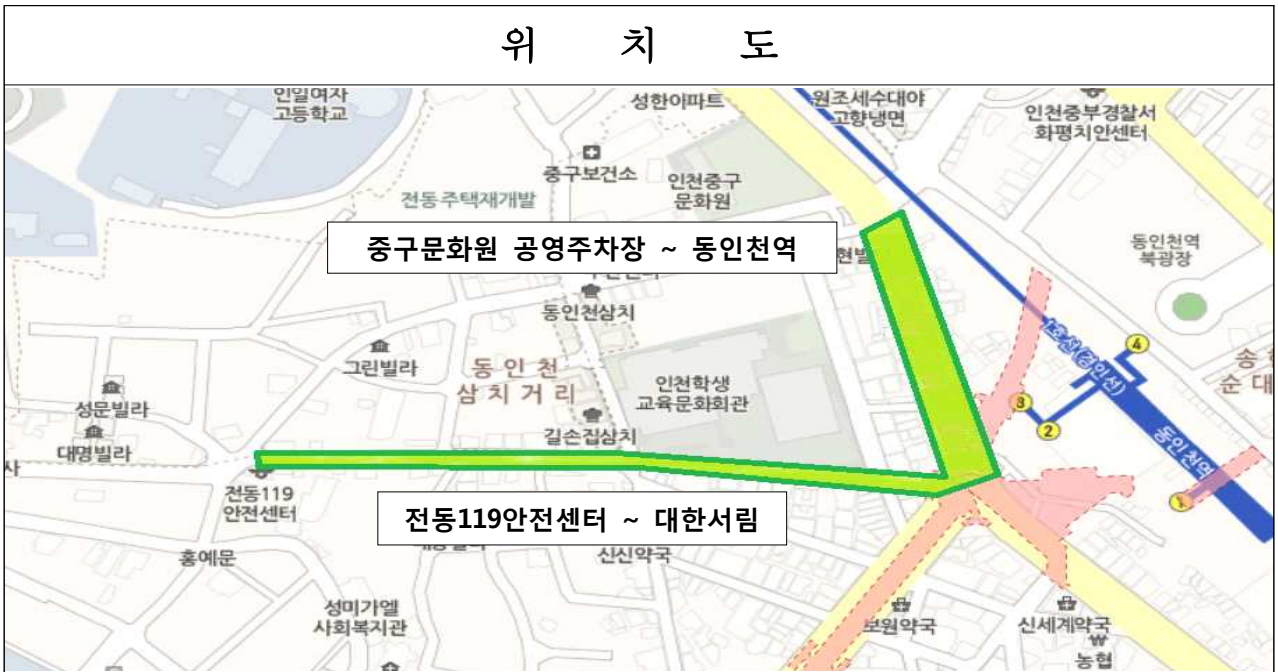 위 치 도
인일여자
고등학교
성한아파트
원조세수대야
고향냉면
인천중부경찰서
화평치안센터
중구보건소
인천중구
문화원
전동 주택재개발
중구문화원 공영주차장 ~ 동인천역
동인천역
북광장
동인천삼치
1호선(경인선)
4
그린빌라
동 인 천
삼 치 거 리
인천학생
교육문화회관
성문빌라
3
길손집삼치
2
대명빌라
동인천역
전동119
안전센터
전동119안전센터 ~ 대한서림
홍예문
신신약국
성미가엘
사회복지관
보원약국
신세계약국
농협